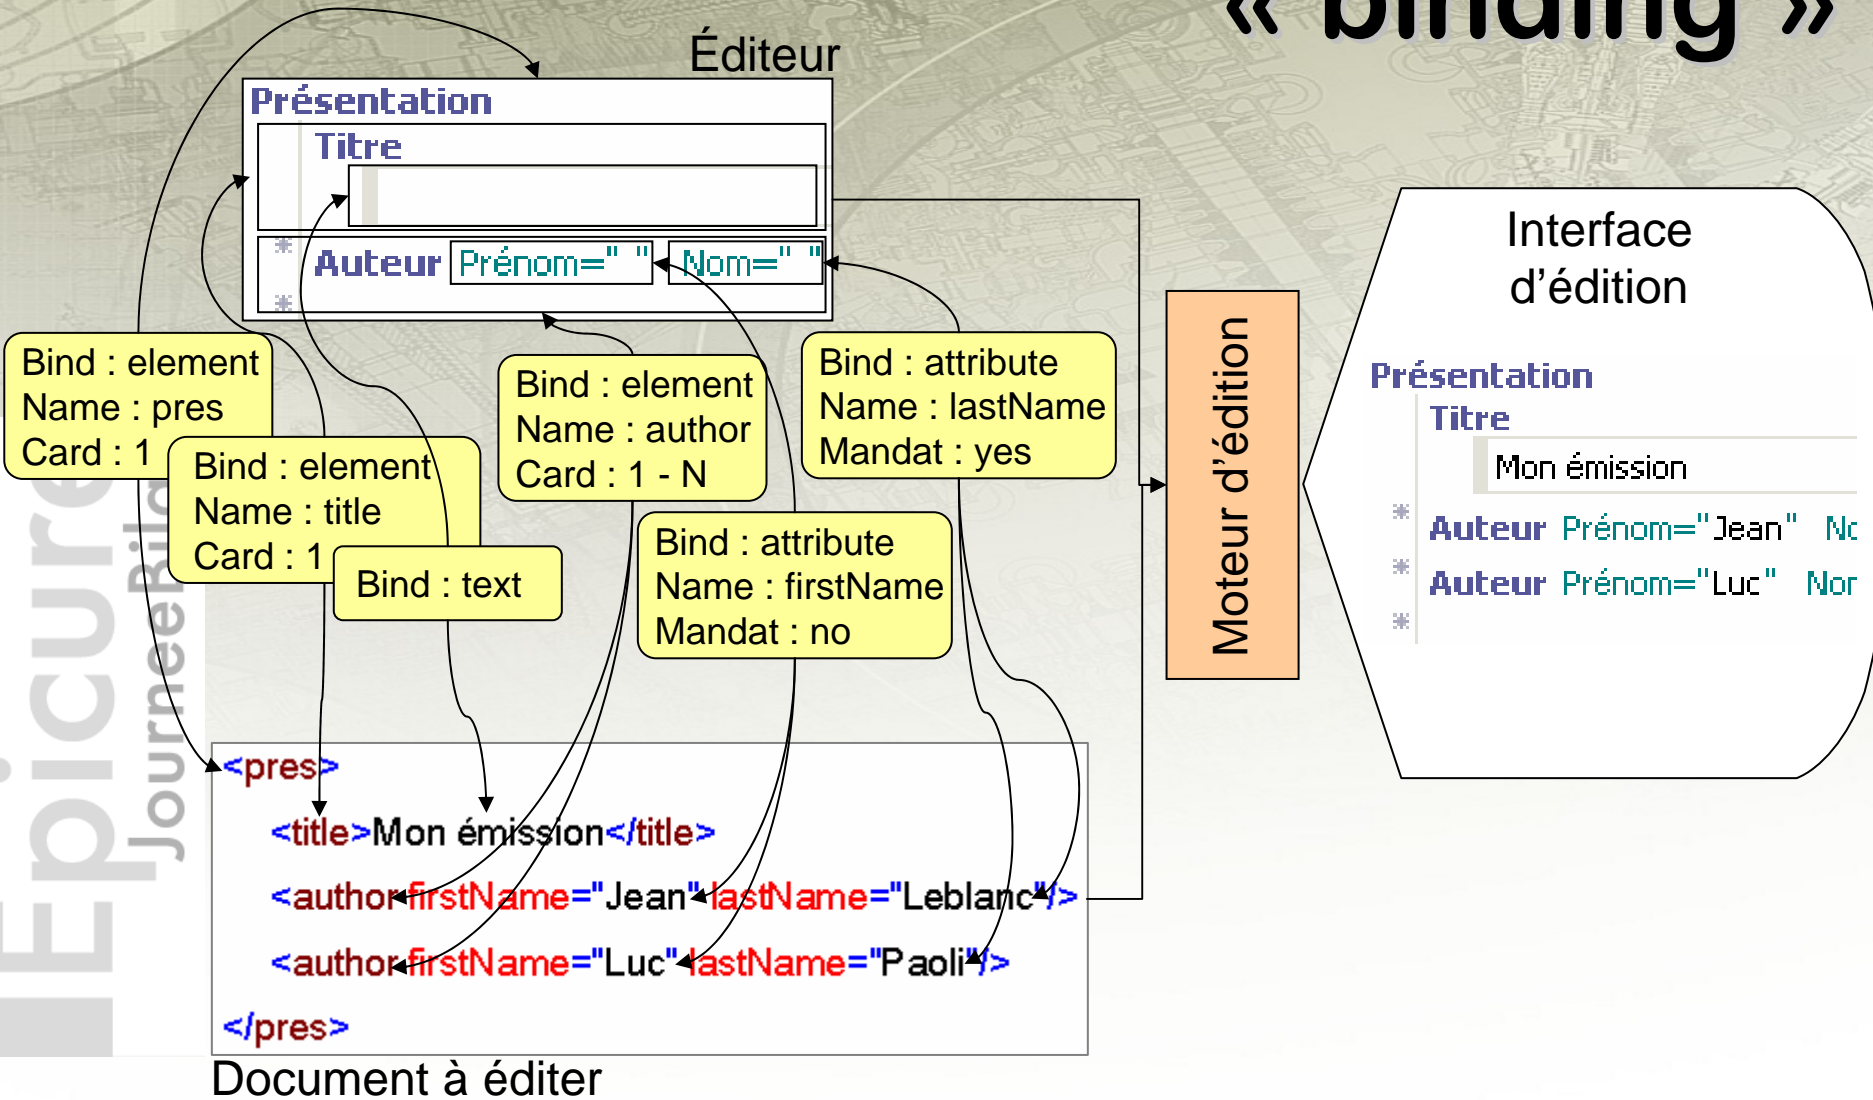 « binding »
Éditeur
Présentation
Titre
* Auteur Prénom=" " Nom=" "
*
Bind : element
Name : pres
Card : 1
Bind : element
Name : title
Card : 1
Bind : text
Bind : element
Name : author
Card : 1 - N
Bind : attribute
Name : firstName
Mandat : no
Bind : attribute
Name : lastName
Mandat : yes
Moteur d’édition
Interface
d’édition
Présentation
Titre
Mon émission
* Auteur Prénom="Jean"
* Auteur Prénom="Luc"
*
<pres>
<title>Mon émission</title>
<author firstName="Jean" lastName="Leblanc"/>
<author firstName="Luc" lastName="Paoli"/>
</pres>
Document à éditer
Epicure